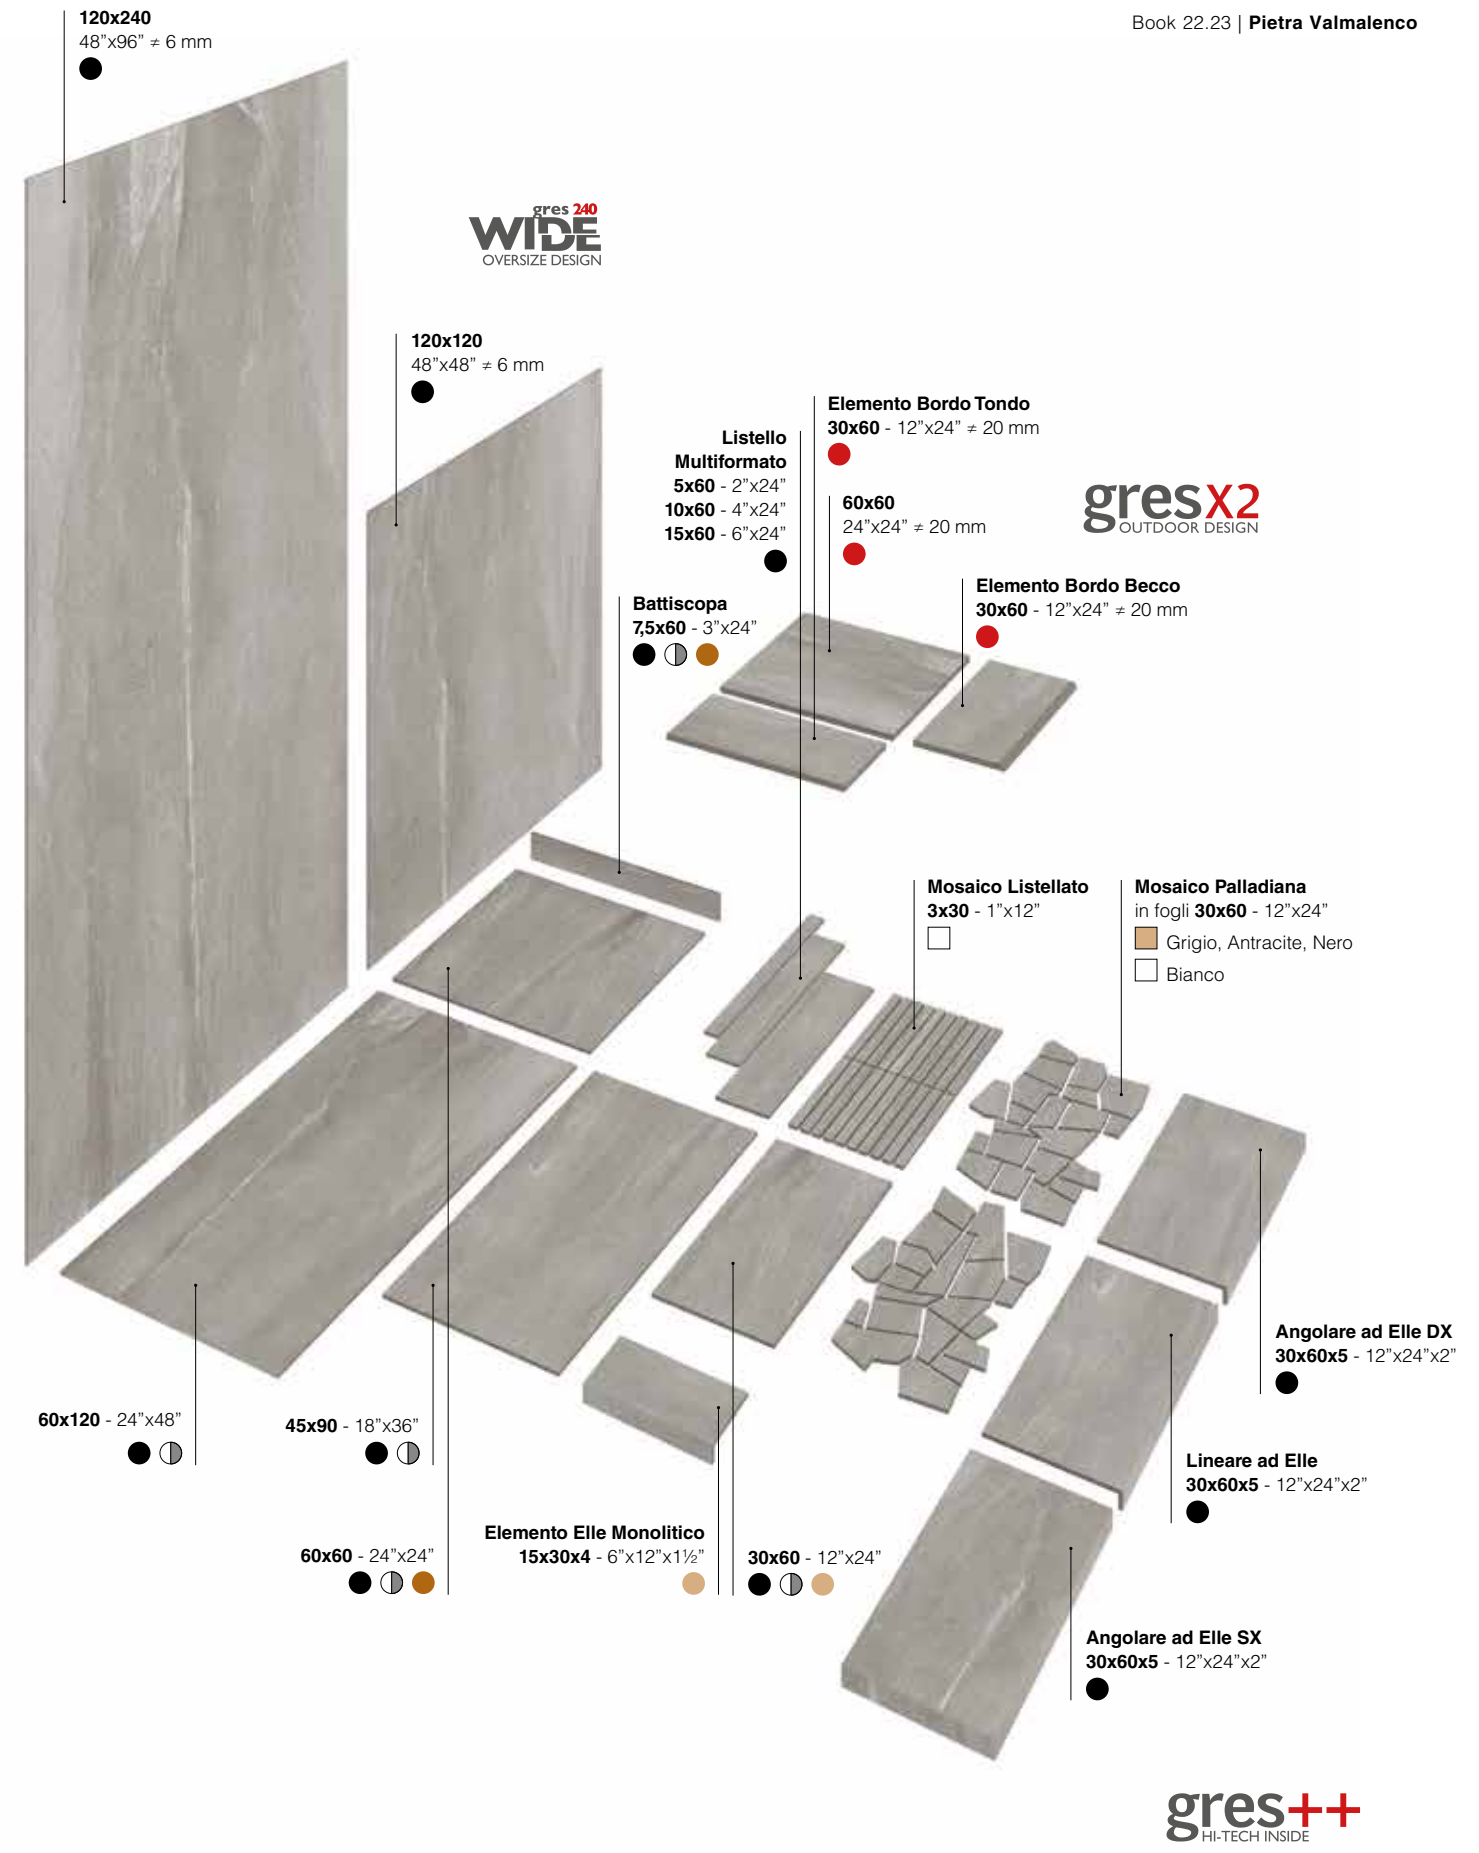 120x240
48”x96” ≠ 6 mm
Book 22.23 | Pietra Valmalenco
gres 240
WIDE
OVERSIZE DESIGN
120x120
48”x48” ≠ 6 mm
Elemento Bordo Tondo
30x60 - 12”x24” ≠ 20 mm
Listello
Multiformato
5x60 - 2”x24”
10x60 - 4”x24”
15x60 - 6”x24”
60x60
24”x24” ≠ 20 mm
gresX2
OUTDOOR DESIGN
Elemento Bordo Becco
30x60 - 12”x24” ≠ 20 mm
Battiscopa
7,5x60 - 3”x24”
Mosaico Listellato
3x30 - 1”x12”
Mosaico Palladiana
in fogli 30x60 - 12”x24”
Grigio, Antracite, Nero
Bianco
Angolare ad Elle DX
30x60x5 - 12”x24”x2”
60x120 - 24”x48”
45x90 - 18”x36”
Lineare ad Elle
30x60x5 - 12”x24”x2”
60x60 - 24”x24”
Elemento Elle Monolitico
15x30x4 - 6”x12”x1½”
30x60 - 12”x24”
Angolare ad Elle SX
30x60x5 - 12”x24”x2”
gres++
HI-TECH INSIDE